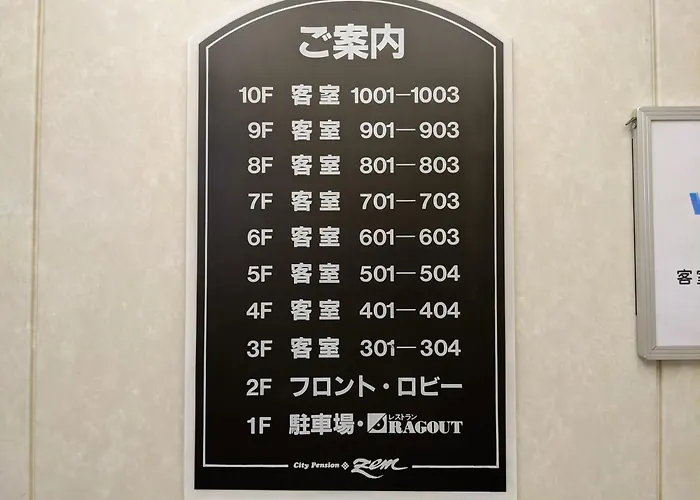 ご案内
10F 客室 1001―1003
9F 客室 901―903
8F 客室 801―803
7F 客室 701―703
6F 客室 601―603
5F 客室 501―504
4F 客室 401―404
3F 客室 301―304
2F フロント・ロビー
1F 駐車場・レストラン RAGOUT
City Pension Zem
客室